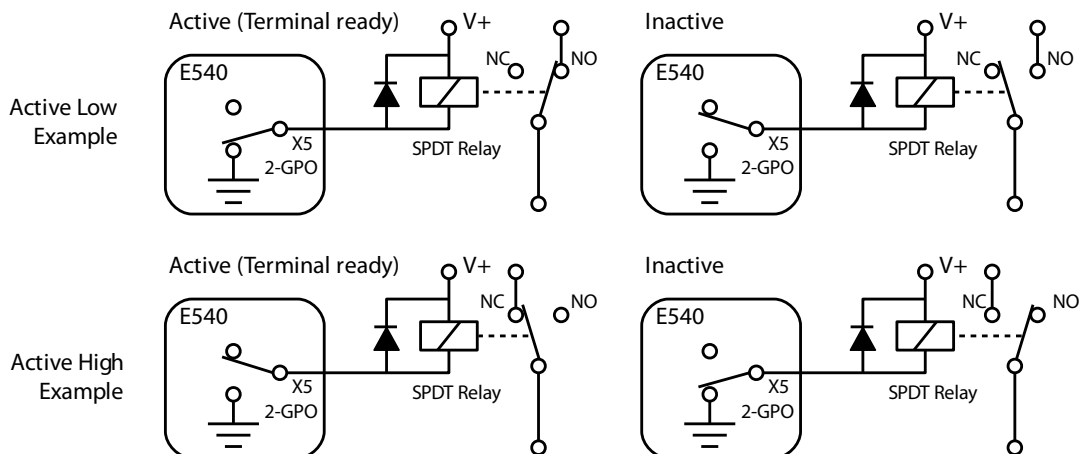 Active (Terminal ready)
V+
NC
NO
E540
X5
2-GPO
SPDT Relay
Inactive
V+
NC
NO
E540
X5
2-GPO
SPDT Relay
Active Low
Example
Active (Terminal ready)
V+
NC
NO
E540
X5
2-GPO
SPDT Relay
Inactive
V+
NC
NO
E540
X5
2-GPO
SPDT Relay
Active High
Example